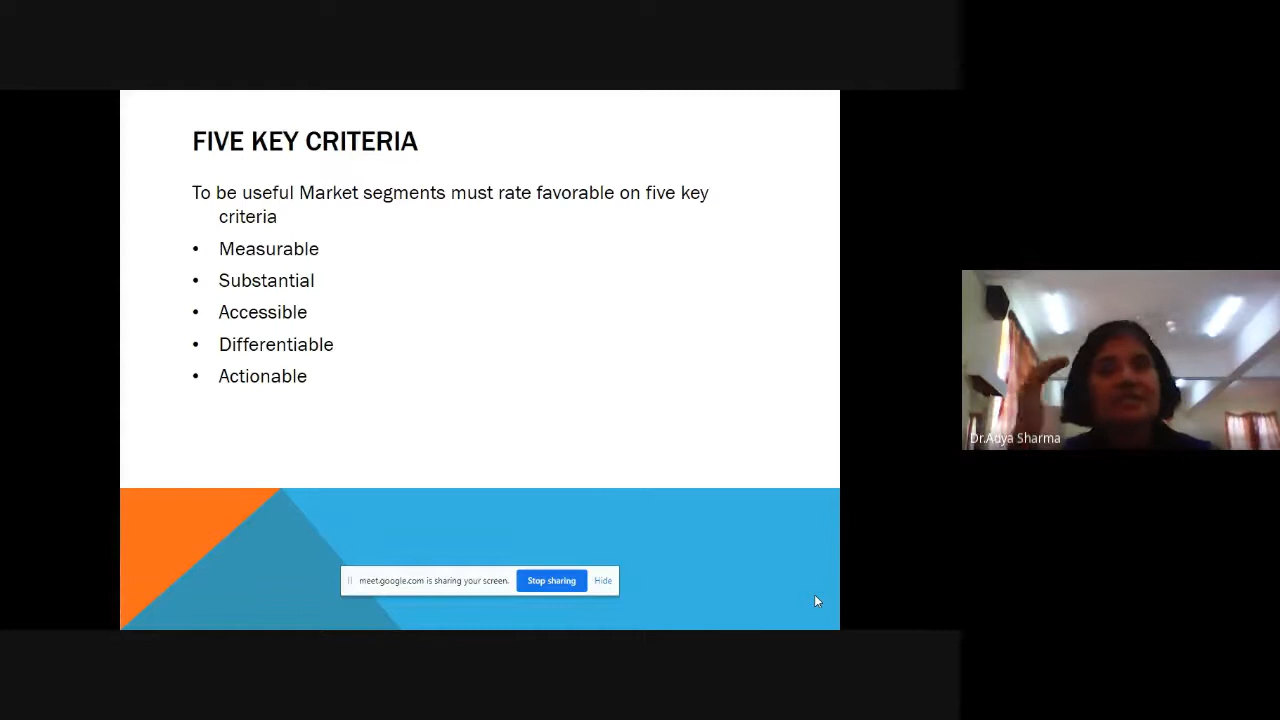 FIVE KEY CRITERIA
To be useful Market segments must rate favorable on five key
criteria
• Measurable
• Substantial
• Accessible
• Differentiable
• Actionable
Dr.Adya Sharma
meet.google.com is sharing your screen.
Stop sharing
Hide